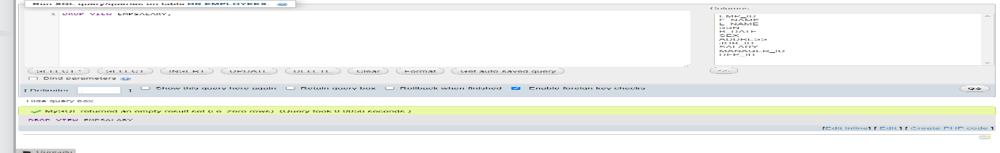 Run SQL query/queries on table HR.EMPLOYEES:
1 DROP VIEW EMPSALARY;
Columns
EMP_ID
F_NAME
L_NAME
SSN
B_DATE
SEX
ADDRESS
JOB_ID
SALARY
MANAGER_ID
DEP_ID
SELECT * SELECT INSERT UPDATE DELETE Clear Format Get auto-saved query
<<
Bind parameters
[ Delimiter ; ] Show this query here again Retain query box Rollback when finished Enable foreign key checks Go
Hide query box
MySQL returned an empty result set (i.e. zero rows). (Query took seconds.)
DROP VIEW EMPSALARY
[Edit inline] [ Edit ] [ Create PHP code ]
Console